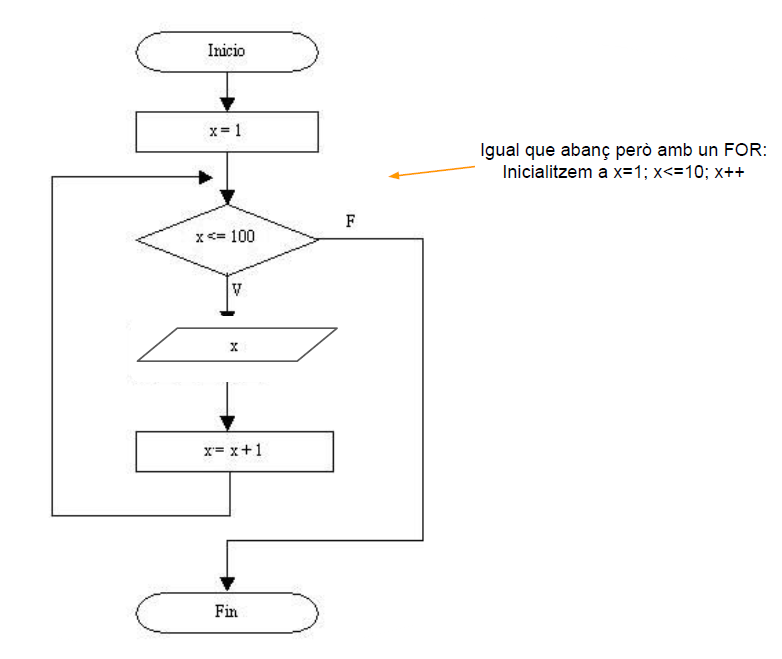 Inicio
x = 1
Igual que abanç però amb un FOR:
Inicialitzem a x=1; x<=10; x++
x <= 100
F
V
x
x = x + 1
Fin